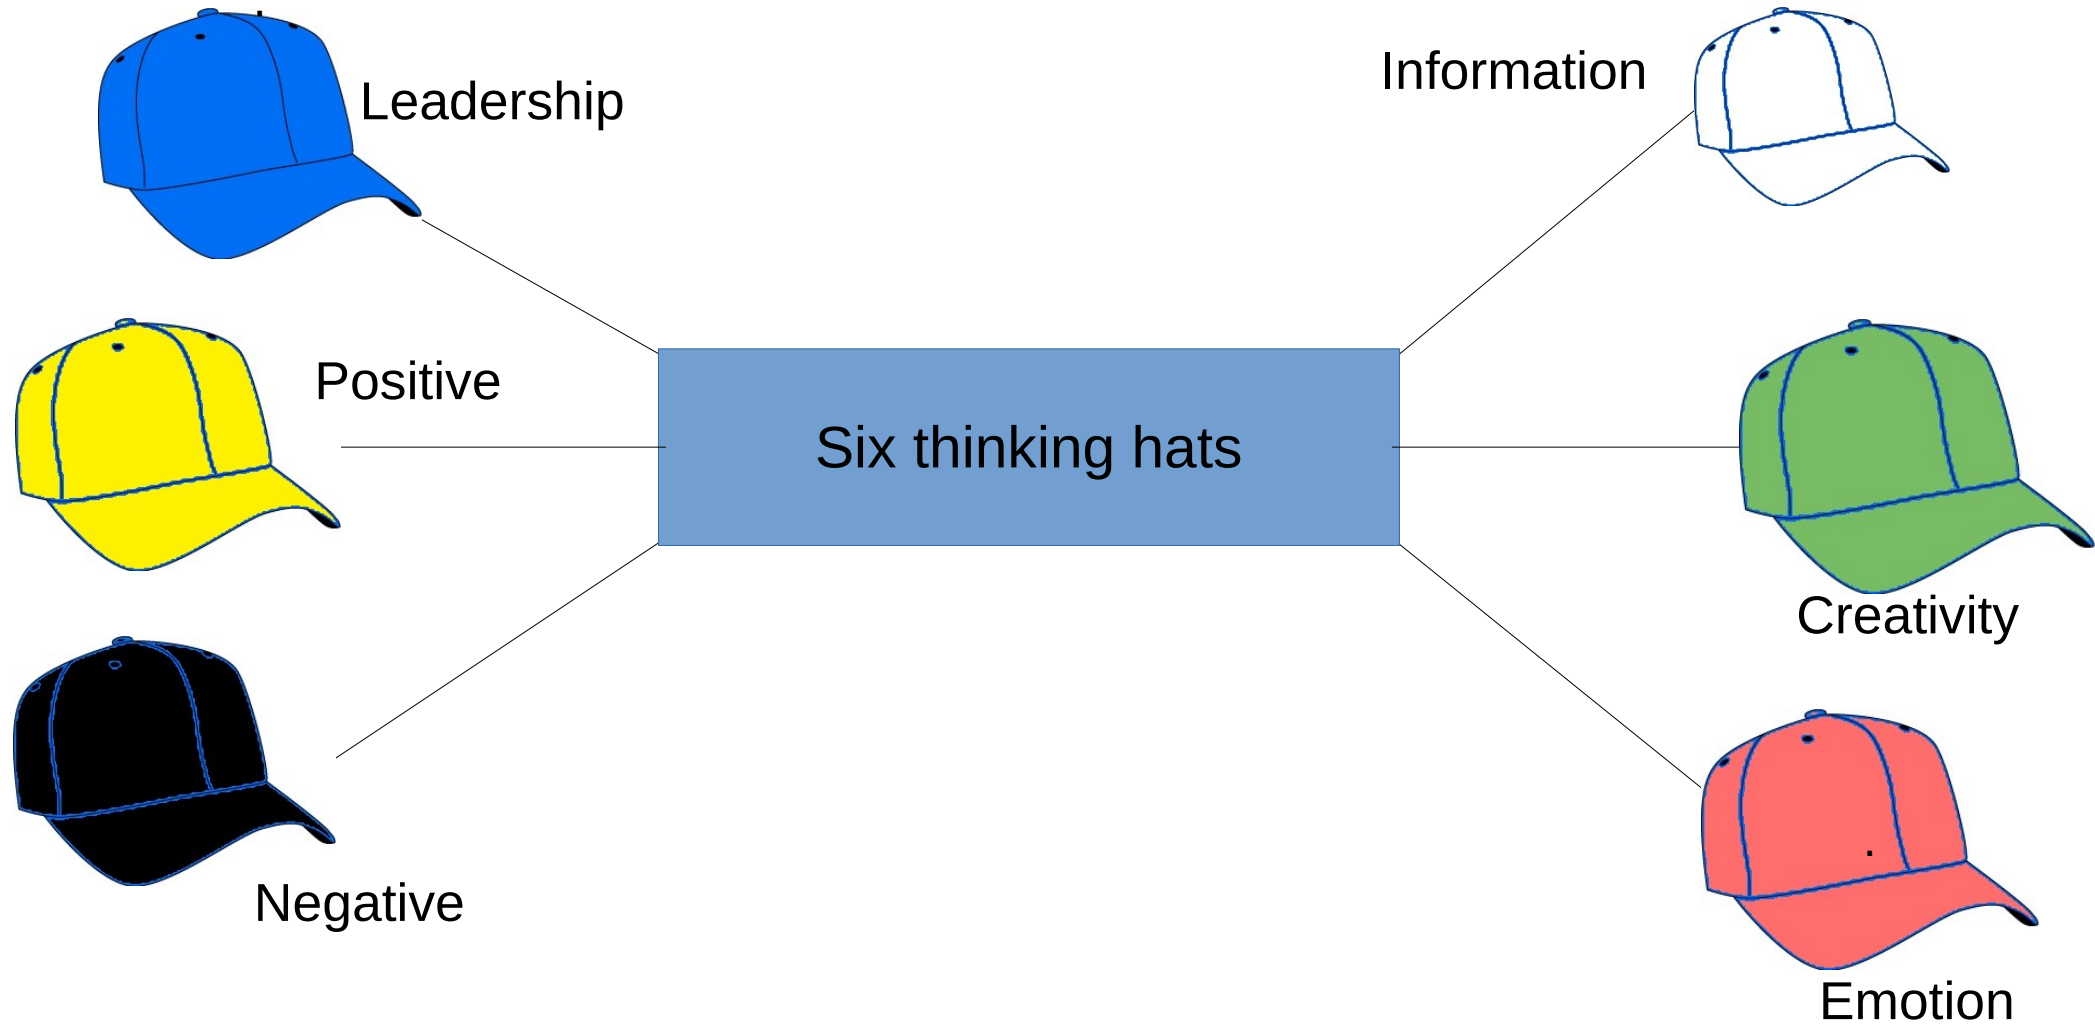 Leadership
Information
Positive
Six thinking hats
Creativity
Negative
Emotion